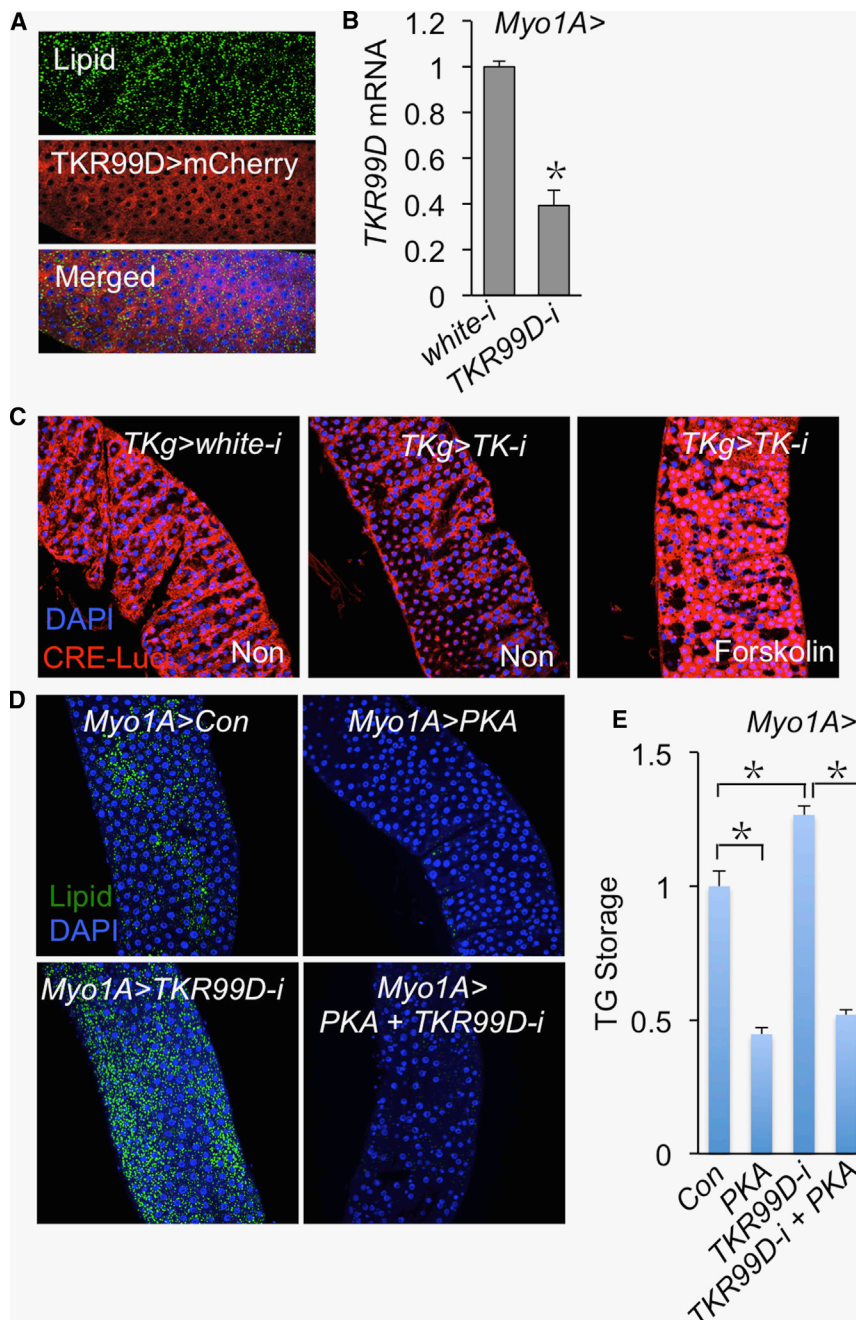 A
Lipid
TKR99D>mCherry
Merged
B
Myo1A>
TKR99D mRNA
1.2
1
0.8
0.6
0.4
0.2
0
*
white-i
TKR99D-i
C
TKg>white-i
DAPI
CRE-Luc
Non
TKg>TK-i
Non
TKg>TK-i
Forskolin
D
Myo1A>Con
Lipid
DAPI
Myo1A>PKA
Myo1A>TKR99D-i
Myo1A>
PKA + TKR99D-i
E
Myo1A>
TG Storage
1.5
1
0.5
0
*
*
*
Con
PKA
TKR99D-i
TKR99D-i + PKA